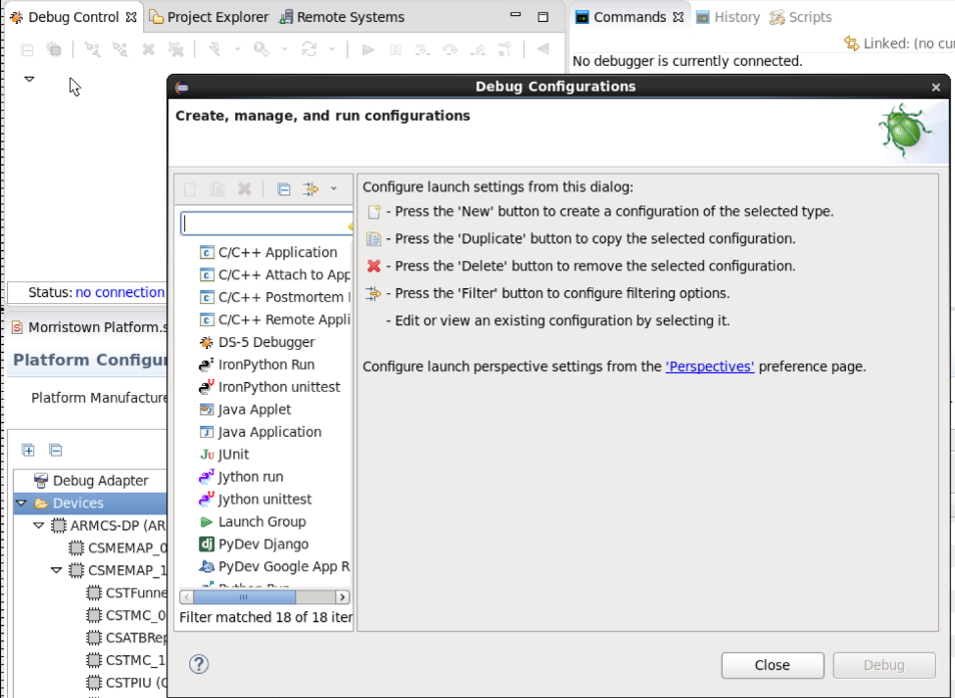 Debug Control
Project Explorer
Remote Systems
Commands
History
Scripts
Linked: (no cu
No debugger is currently connected.
Debug Configurations
Create, manage, and run configurations
Configure launch settings from this dialog:
- Press the 'New' button to create a configuration of the selected type.
- Press the 'Duplicate' button to copy the selected configuration.
- Press the 'Delete' button to remove the selected configuration.
- Press the 'Filter' button to configure filtering options.
- Edit or view an existing configuration by selecting it.
Configure launch perspective settings from the 'Perspectives' preference page.
C/C++ Application
C/C++ Attach to App
C/C++ Postmortem
C/C++ Remote Appli
DS-5 Debugger
IronPython Run
IronPython unittest
Java Applet
Java Application
Ju JUnit
Jython run
Jython unittest
Launch Group
dj PyDev Django
PyDev Google App R
Filter matched 18 of 18 iter
Close
Debug
Status: no connection
Morristown Platform.s
Platform Configur
Platform Manufacture
Debug Adapter
Devices
ARMCS-DP (AR
CSMEMAP_0
CSMEMAP_1
CSTFunne
CSTMC_0
CSATBRep
CSTMC_1
CSTPIU (C